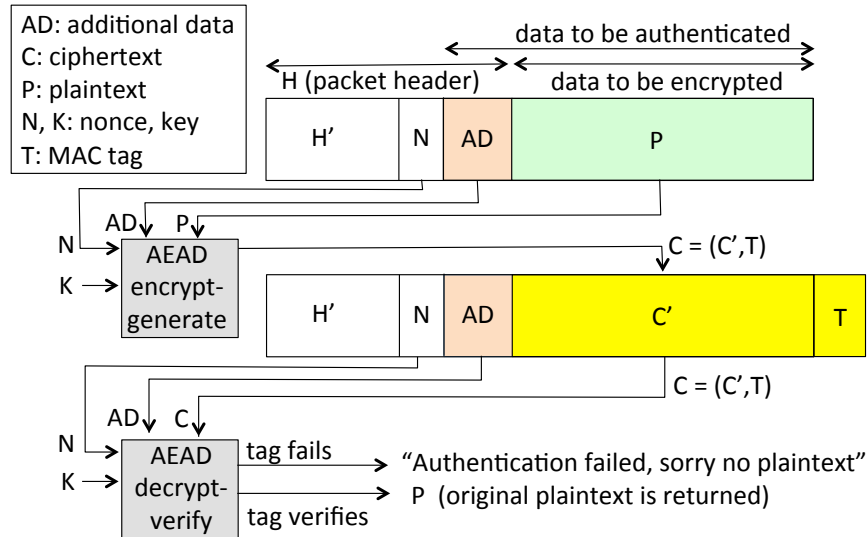 AD: additional data
C: ciphertext
P: plaintext
N, K: nonce, key
T: MAC tag
data to be authenticated
H (packet header)
data to be encrypted
H’
N
AD
P
AD
P
N
K
AEAD
encrypt-
generate
C = (C’,T)
H’
N
AD
C’
T
C = (C’,T)
AD
C
N
K
AEAD
decrypt-
verify
tag fails
“Authentication failed, sorry no plaintext”
P (original plaintext is returned)
tag verifies